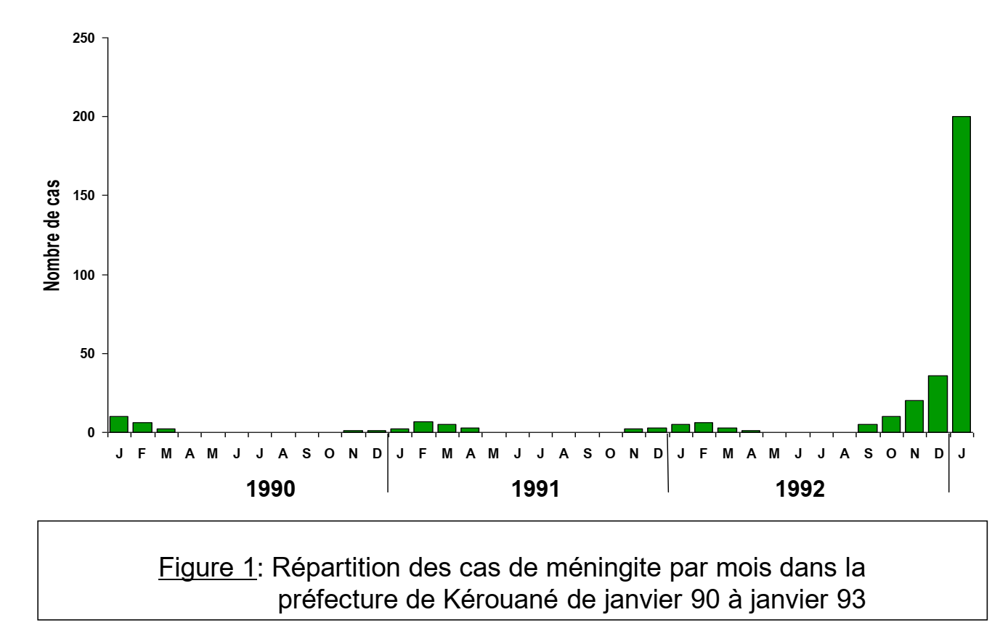 250
200
150
100
50
0
Nombre de cas
J F M A M J J A S O N D J F M A M J J A S O N D J F M A M J J A S O N D J
1990 1991 1992
Figure 1: Répartition des cas de méningite par mois dans la
préfecture de Kérouané de janvier 90 à janvier 93